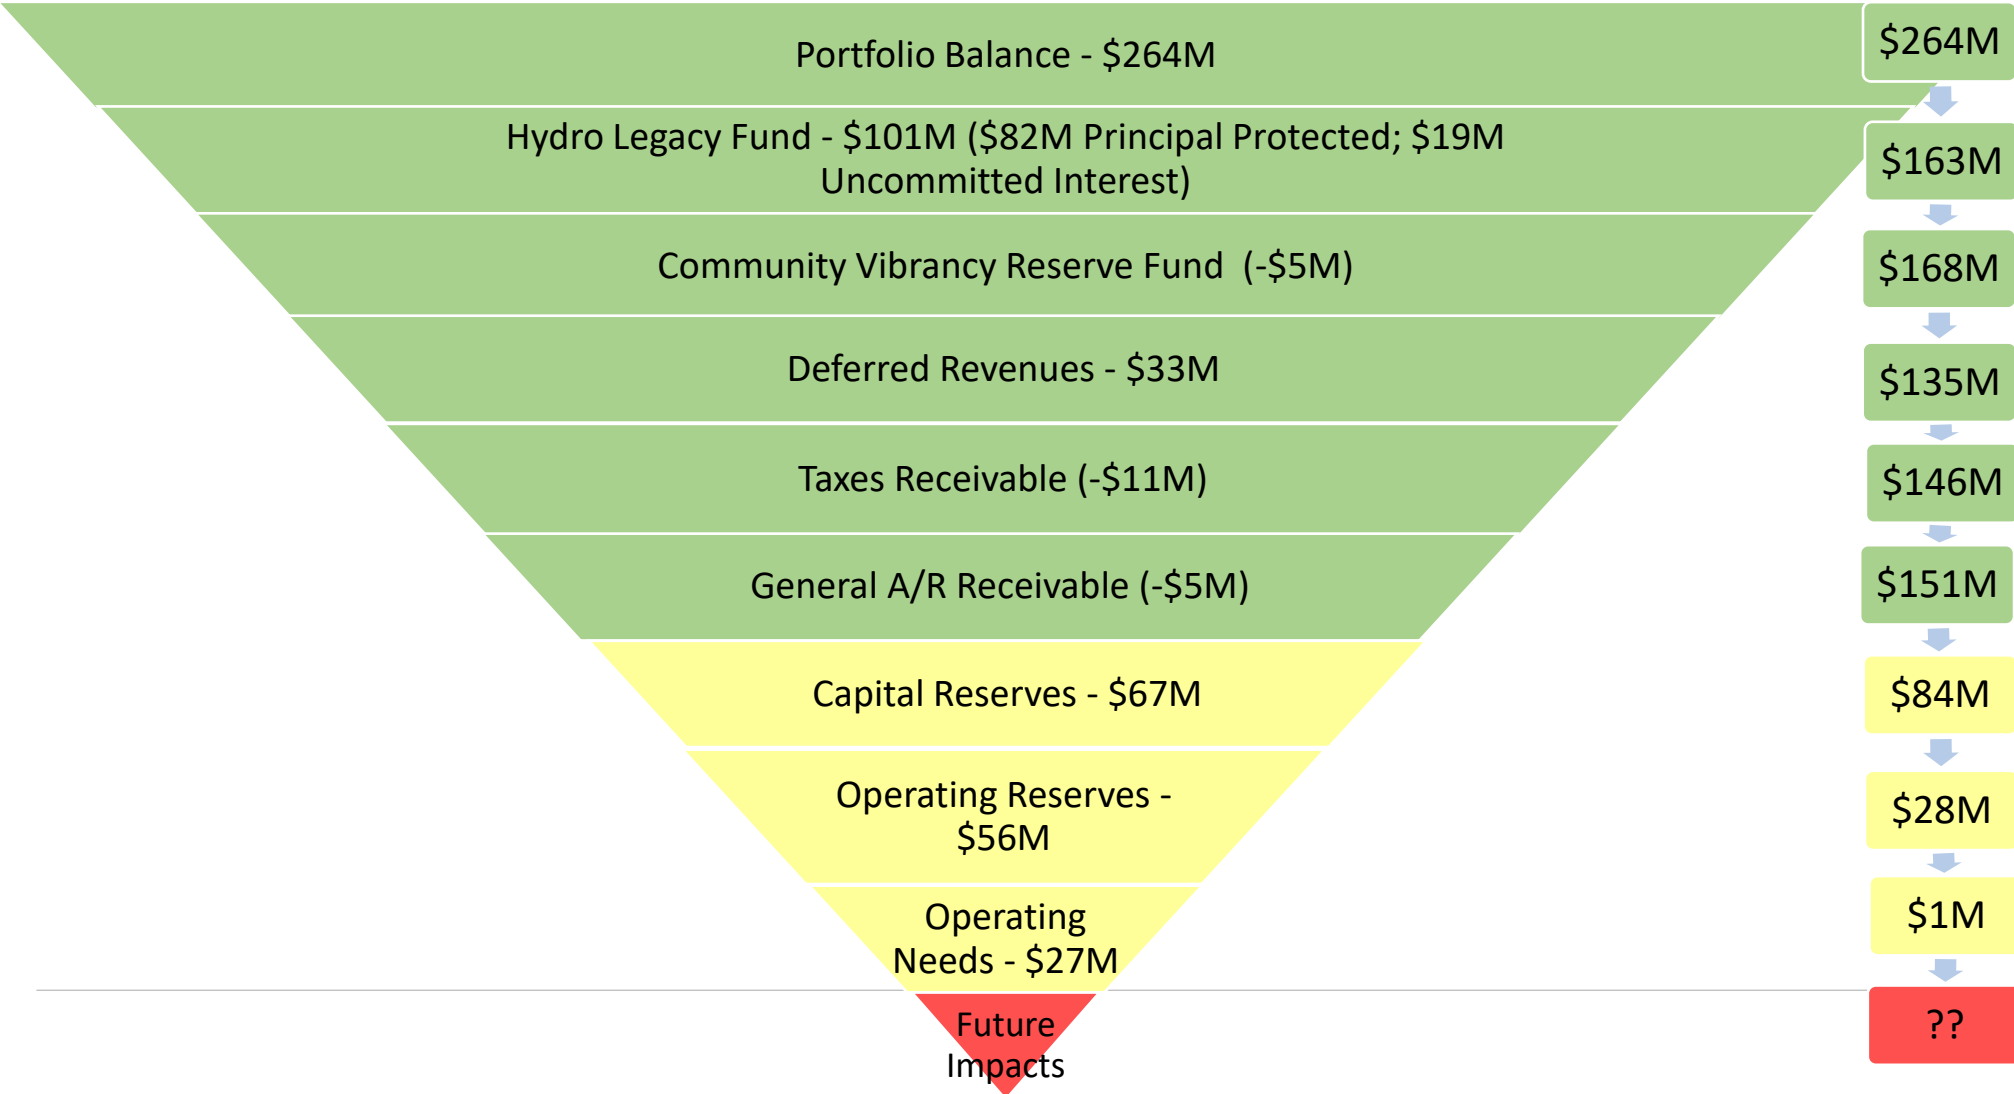 Portfolio Balance - $264M
$264M
Hydro Legacy Fund - $101M ($82M Principal Protected; $19M
Uncommitted Interest)
$163M
Community Vibrancy Reserve Fund  (-$5M)
$168M
Deferred Revenues - $33M
$135M
Taxes Receivable (-$11M)
$146M
General A/R Receivable (-$5M)
$151M
Capital Reserves - $67M
$84M
Operating Reserves -
$56M
$28M
Operating
Needs - $27M
$1M
Future
Impacts
??